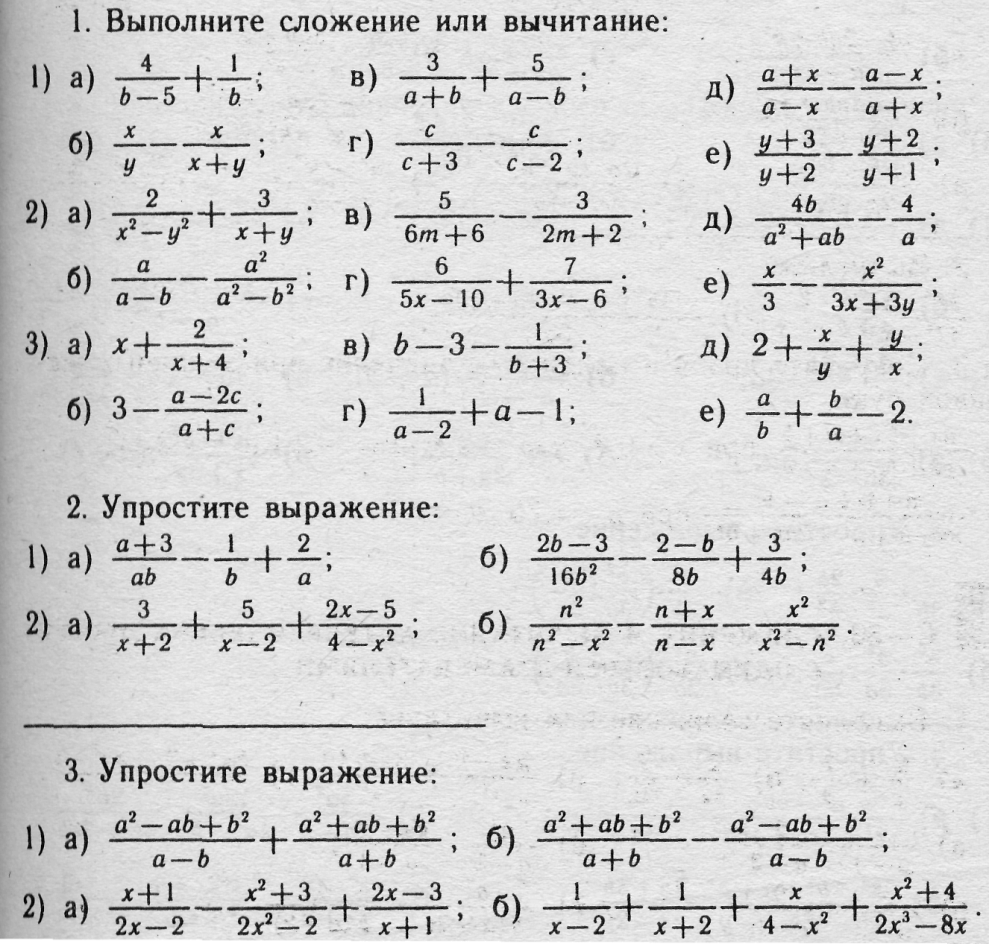 1. Выполните сложение или вычитание:
1) а) 4/(b−5) + 1/b; в) 3/(a+b) + 5/(a−b); д) (a+x)/(a−x) − (a−x)/(a+x);
б) x/y − x/(x+y); г) c/(c+3) − c/(c−2); е) (y+3)/(y+2) − (y+2)/(y+1);
2) а) 2/(x²−y²) + 3/(x+y); в) 5/(6m+6) − 3/(2m+2); д) 4b/(a²+ab) − 4/a;
б) a/(a−b) − a²/(a²−b²); г) 6/(5x−10) + 7/(3x−6); е) x/3 − x²/(3x+3y);
3) а) x + 2/(x+4); в) b−3 − 1/(b+3); д) 2 + x/y + y/x;
б) 3 − (a−2c)/(a+c); г) 1/(a−2) + a−1; е) a/b + b/a − 2.
2. Упростите выражение:
1) а) (a+3)/ab − 1/b + 2/a; б) (2b−3)/16b² − (2−b)/8b + 3/4b;
2) а) 3/(x+2) + 5/(x−2) + (2x−5)/(4−x²); б) n²/(n²−x²) − (n+x)/(n−x) − x²/(x²−n²).
3. Упростите выражение:
1) а) (a²−ab+b²)/(a−b) + (a²+ab+b²)/(a+b); б) (a²+ab+b²)/(a+b) − (a²−ab+b²)/(a−b);
2) а) (x+1)/(2x−2) − (x²+3)/(2x²−2) + (2x−3)/(x+1); б) 1/(x−2) + 1/(x+2) + x/(4−x²) + (x²+4)/(2x³−8x).